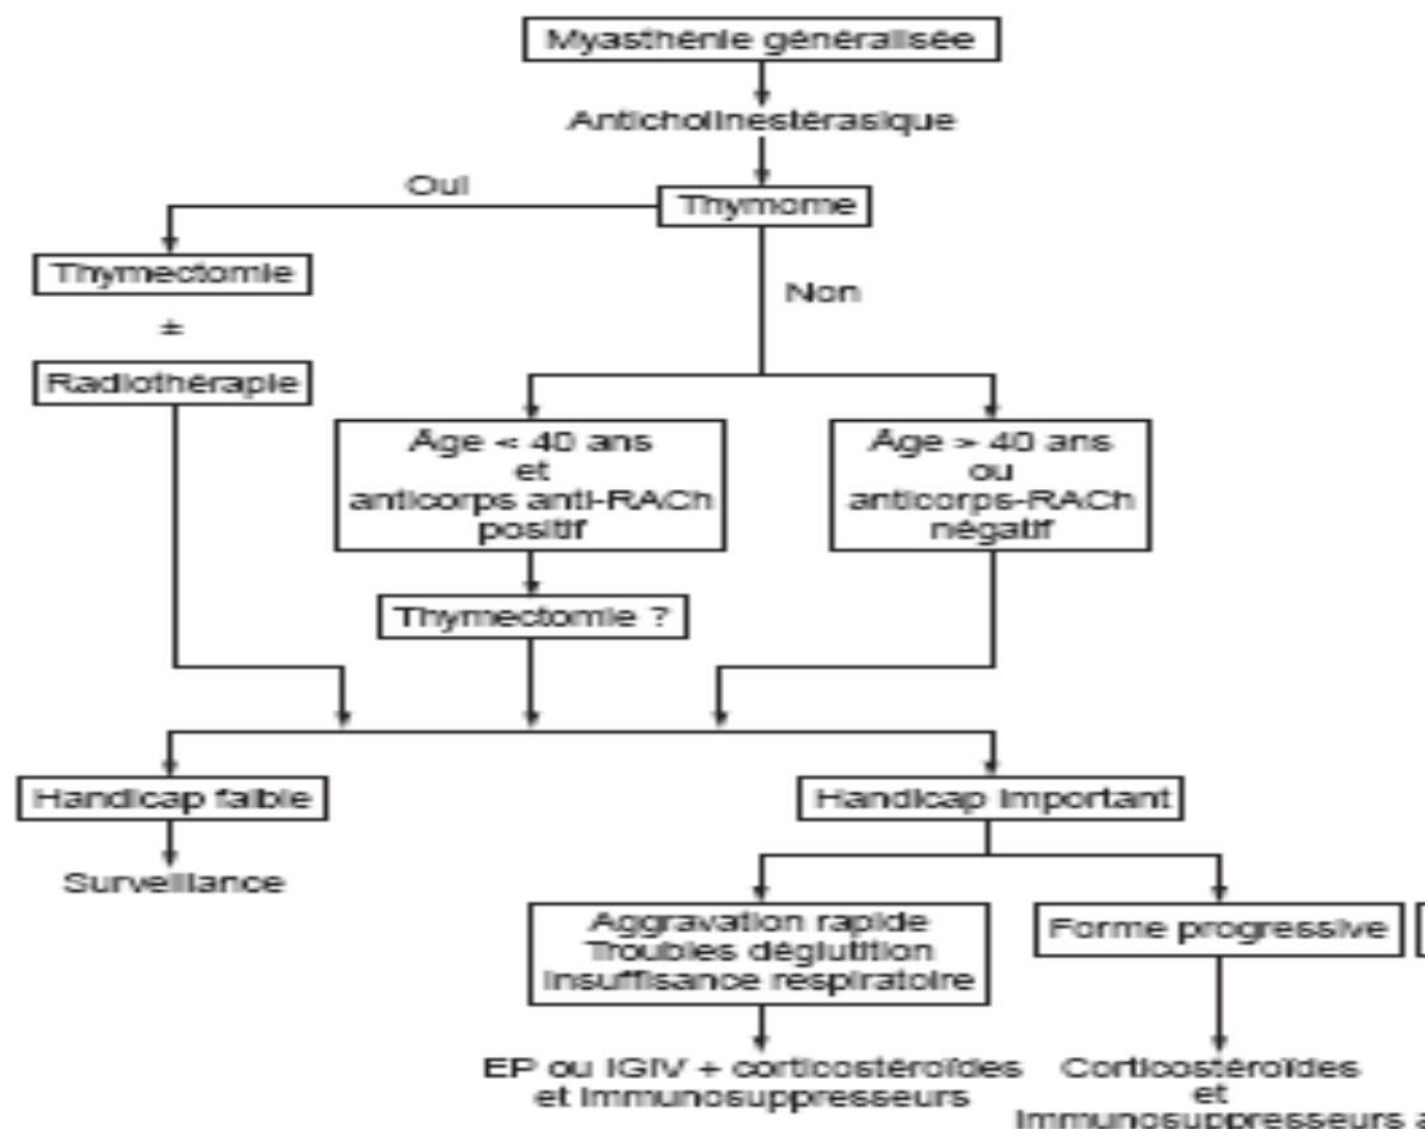 Myasthénie généralisée
Anticholinestérasique
Oui
Thymome
Thymectomie
Non
±
Radiothérapie
Âge < 40 ans
et
anticorps anti-RACh
positif
Âge > 40 ans
ou
anticorps-RACh
négatif
Thymectomie ?
Handicap faible
Handicap important
Surveillance
Aggravation rapide
Troubles déglutition
Insuffisance respiratoire
Forme progressive
EP ou IGIV + corticostéroïdes
et immunosuppresseurs
Corticostéroïdes
et
immunosuppresseurs